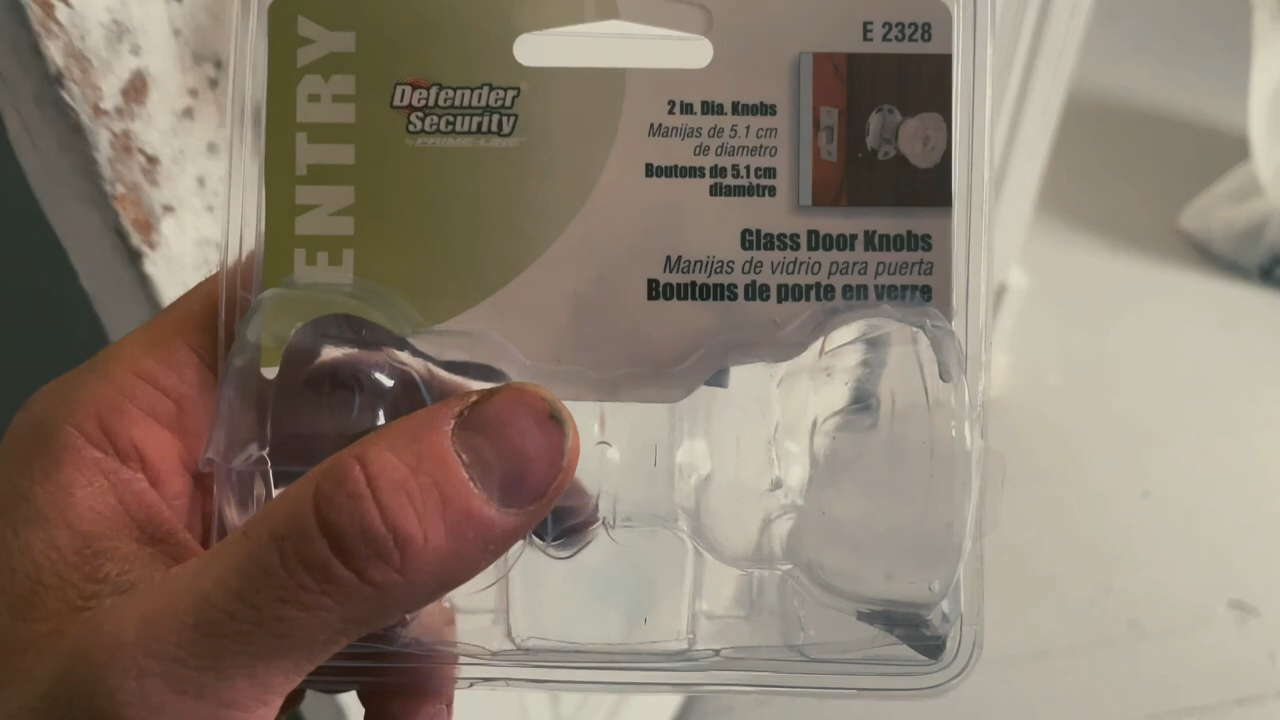 ENTRY
Defender
Security
PRIME-LINE
E 2328
2 in. Dia. Knobs
Manijas de 5.1 cm
de diametro
Boutons de 5.1 cm
diamètre
Glass Door Knobs
Manijas de vidrio para puerta
Boutons de porte en verre